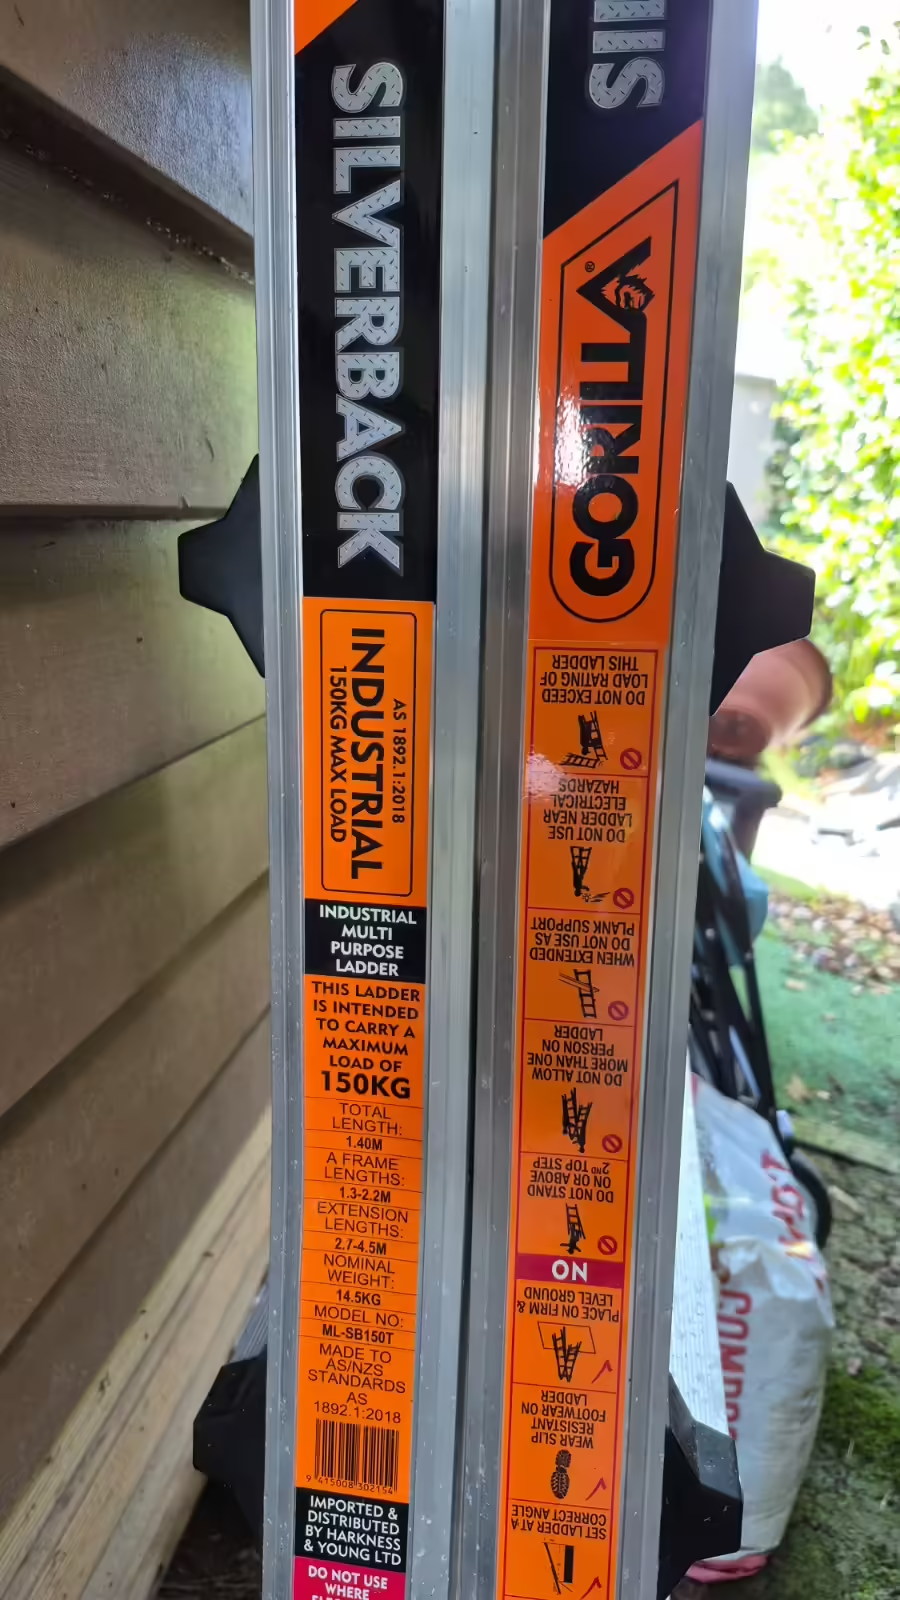 SILVERBACK
AS 1892.1:2018
INDUSTRIAL
150KG MAX LOAD
INDUSTRIAL
MULTI
PURPOSE
LADDER
THIS LADDER
IS INTENDED
TO CARRY A
MAXIMUM
LOAD OF
150KG
TOTAL
LENGTH:
1.40M
A FRAME
LENGTHS:
1.3-2.2M
EXTENSION
LENGTHS:
2.7-4.5M
NOMINAL
WEIGHT:
14.5KG
MODEL NO:
ML-SB150T
MADE TO
AS/NZS
STANDARDS
AS
1892.1:2018
9 415008 302154
IMPORTED &
DISTRIBUTED
BY HARKNESS
& YOUNG LTD
DO NOT USE
WHERE
SI
GORILLA®
SET LADDER AT A
CORRECT ANGLE
WEAR SLIP
RESISTANT
FOOTWEAR ON
LADDER
PLACE ON FIRM &
LEVEL GROUND
NO
DO NOT STAND
ON OR ABOVE
2ND TOP STEP
DO NOT ALLOW
MORE THAN ONE
PERSON ON
LADDER
WHEN EXTENDED
DO NOT USE AS
PLANK SUPPORT
DO NOT USE
LADDER NEAR
ELECTRICAL
HAZARDS
DO NOT EXCEED
LOAD RATING OF
THIS LADDER